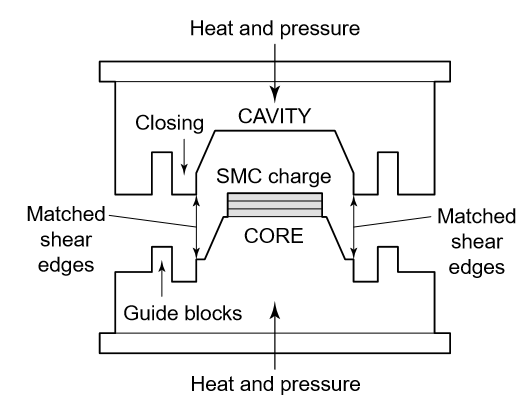 Heat and pressure
CAVITY
Closing
SMC charge
Matched
shear
edges
Matched
shear
edges
CORE
Guide blocks
Heat and pressure